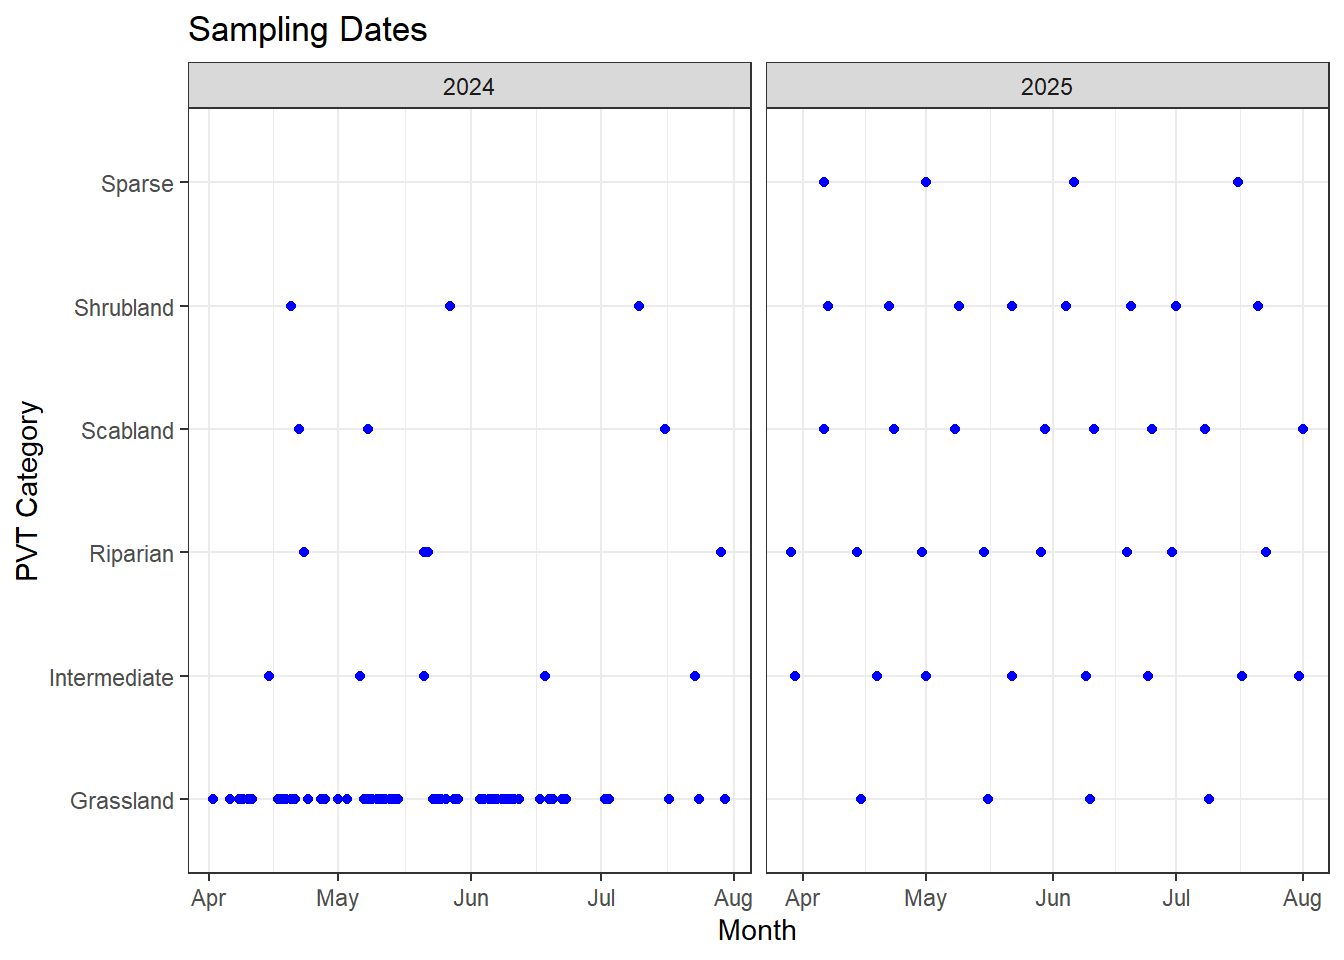 Sampling Dates
2024 2025
Sparse
Shrubland
Scabland
Riparian
Intermediate
Grassland
PVT Category
Apr May Jun Jul Aug Apr May Jun Jul Aug
Month